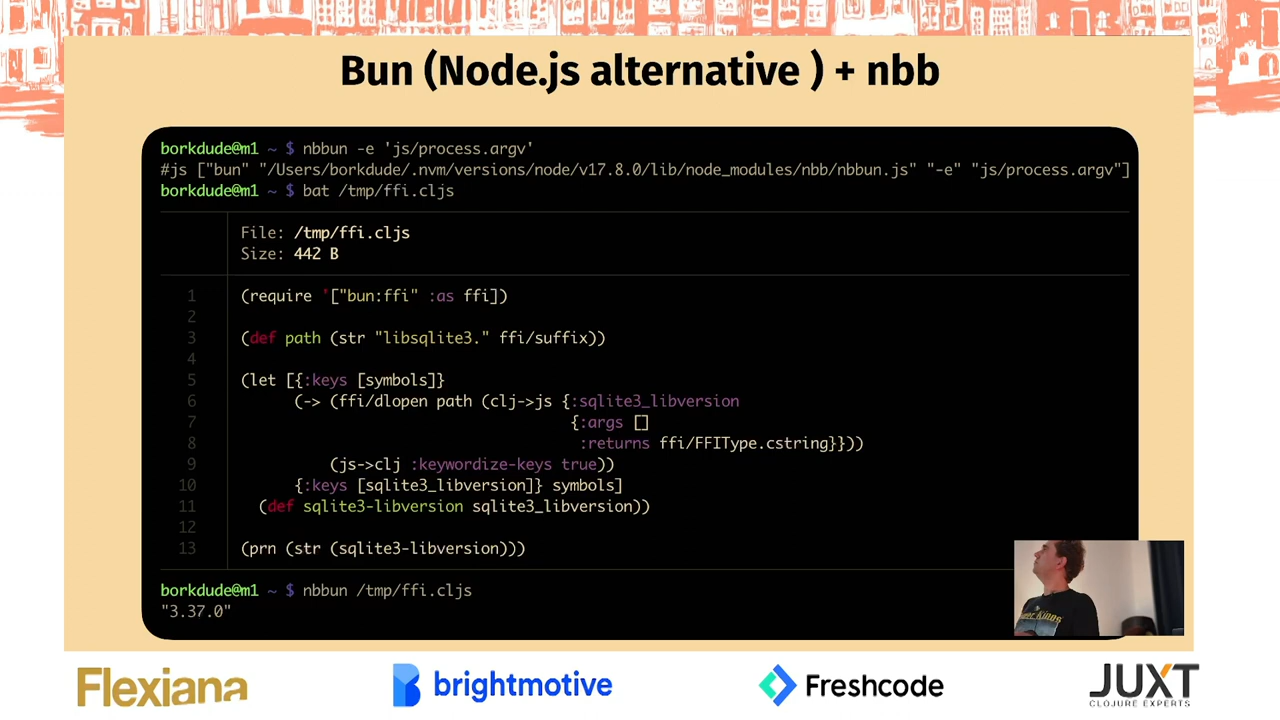 Bun (Node.js alternative ) + nbb
borkdude@m1 ~ $ nbbun -e 'js/process.argv'
#js ["bun" "/Users/borkdude/.nvm/versions/node/v17.8.0/lib/node_modules/nbb/nbbun.js" "-e" "js/process.argv"]
borkdude@m1 ~ $ bat /tmp/ffi.cljs
File: /tmp/ffi.cljs
Size: 442 B
1 (require '["bun:ffi" :as ffi])
2
3 (def path (str "libsqlite3." ffi/suffix))
4
5 (let [{:keys [symbols]}
6 (-> (ffi/dlopen path (clj->js {:sqlite3_libversion
7 {:args []
8 :returns ffi/FFIType.cstring}}))
9 (js->clj :keywordize-keys true))
10 {:keys [sqlite3_libversion]} symbols]
11 (def sqlite3-libversion sqlite3_libversion))
12
13 (prn (str (sqlite3-libversion)))
borkdude@m1 ~ $ nbbun /tmp/ffi.cljs
"3.37.0"
Flexiana
brightmotive
Freshcode
JUXT
CLOJURE EXPERTS